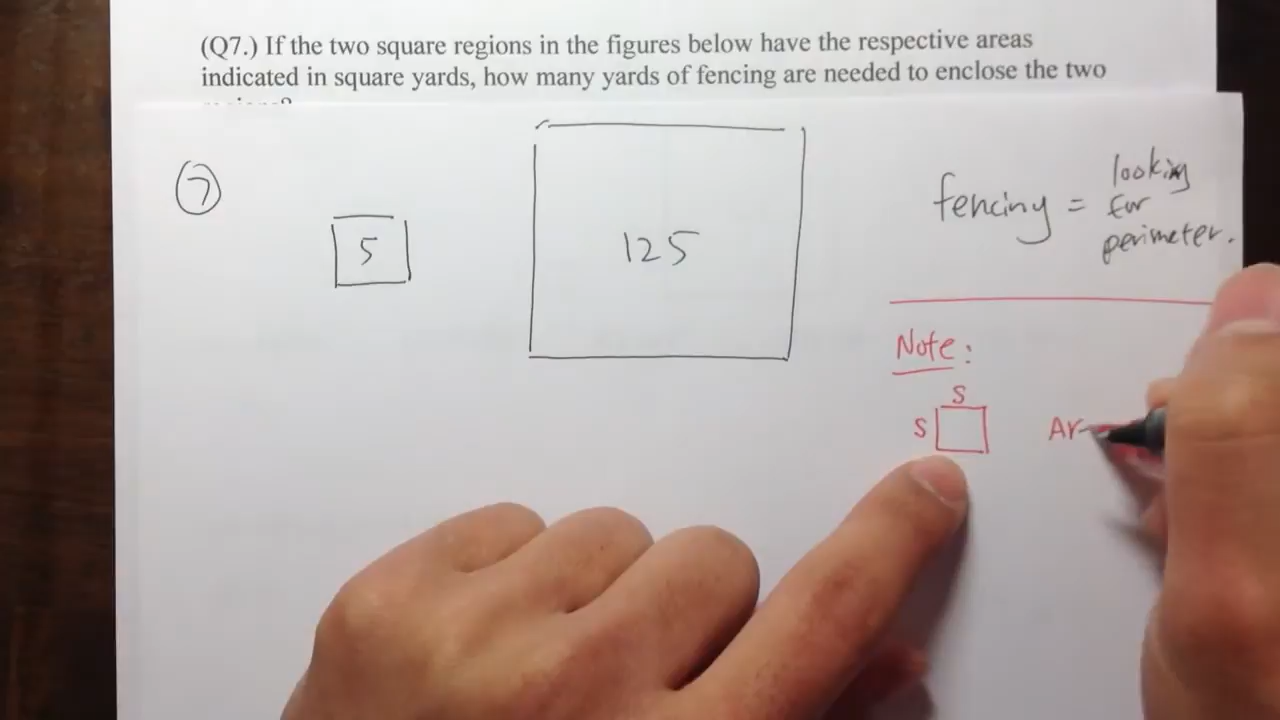 (Q7.) If the two square regions in the figures below have the respective areas
indicated in square yards, how many yards of fencing are needed to enclose the two
7
5
125
fencing = looking
for
perimeter.
Note:
S
S
Ar